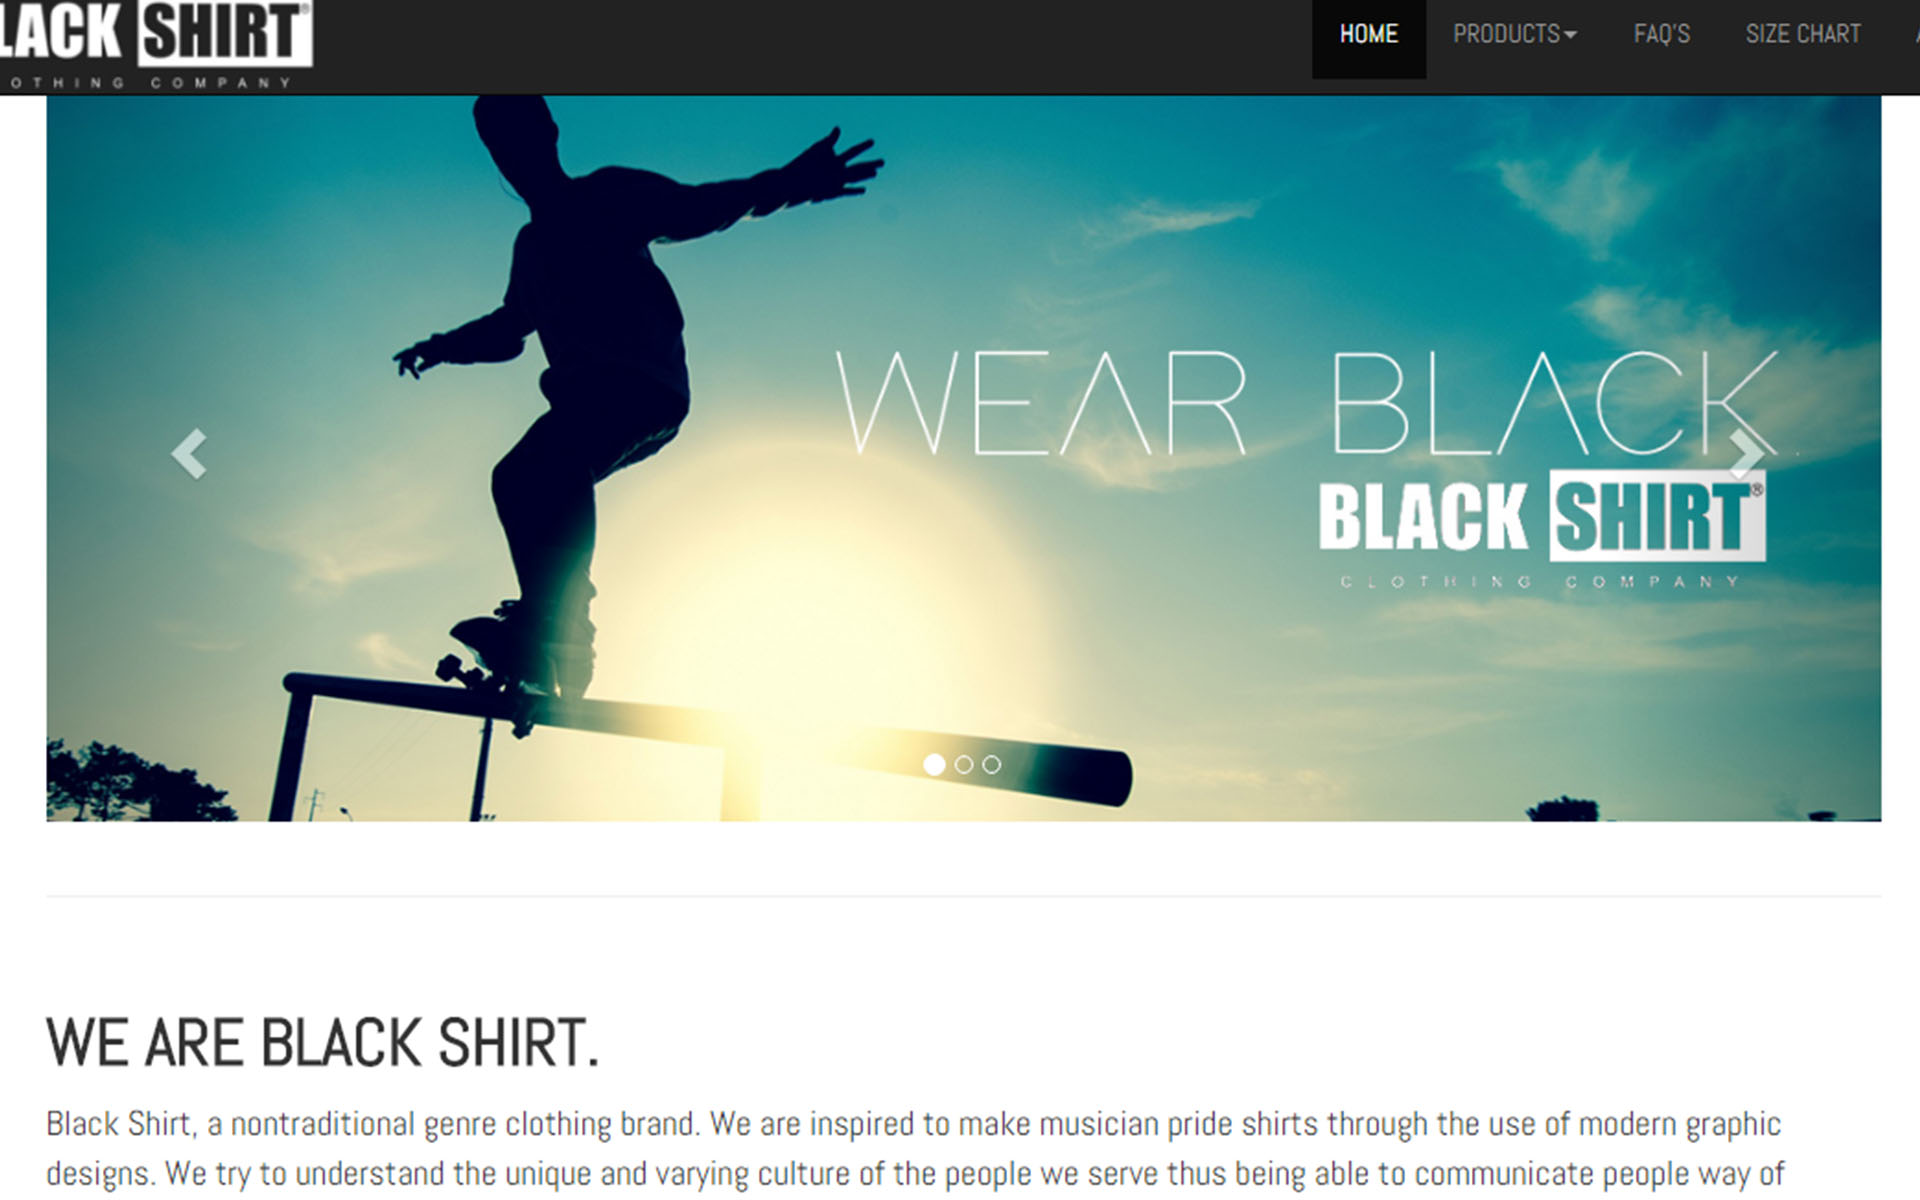 LACK SHIRT®
OTHING COMPANY
HOME PRODUCTS FAQ'S SIZE CHART
WEAR BLACK.
BLACK SHIRT®
CLOTHING COMPANY
WE ARE BLACK SHIRT.
Black Shirt, a nontraditional genre clothing brand. We are inspired to make musician pride shirts through the use of modern graphic
designs. We try to understand the unique and varying culture of the people we serve thus being able to communicate people way of